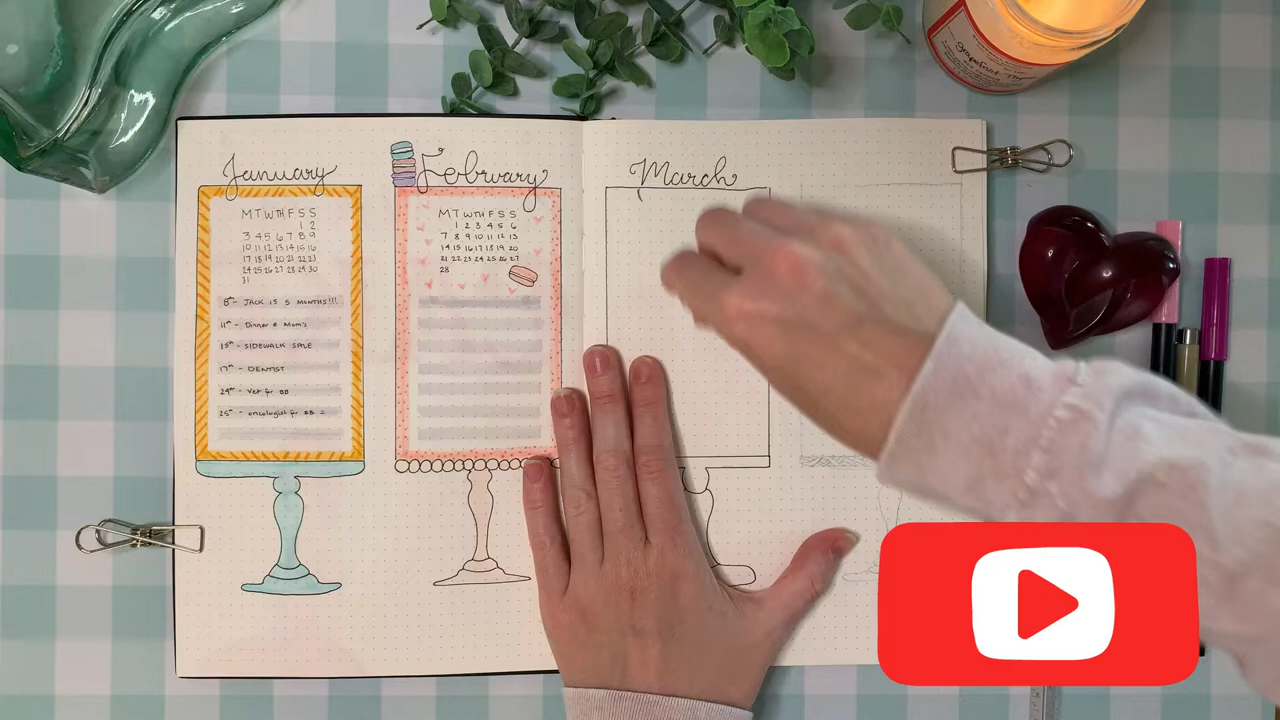 January
M T W TH F S S
1 2
3 4 5 6 7 8 9
10 11 12 13 14 15 16
17 18 19 20 21 22 23
24 25 26 27 28 29 30
31
8th - JACK IS 5 MONTHS!!!
11th - Dinner @ Mom's
15th - SIDEWALK SALE
17th - DENTIST
24th - Vet for BB
25th - oncologist for BB =
February
M T W TH F S S
1 2 3 4 5 6
7 8 9 10 11 12 13
14 15 16 17 18 19 20
21 22 23 24 25 26 27
28
March
Grapefruit